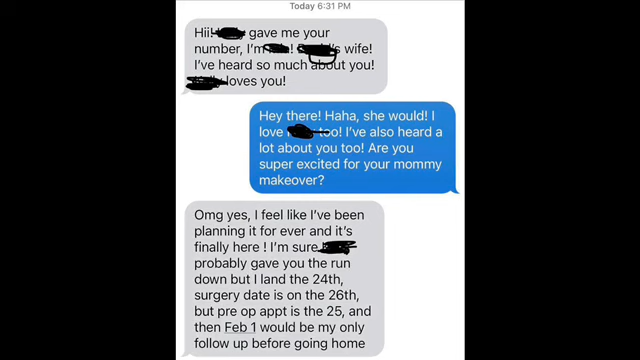 Today 6:31 PM
Hii! gave me your
number, I'm ! 's wife!
I've heard so much about you!
loves you!
Hey there! Haha, she would! I
love too! I've also heard a
lot about you too! Are you
super excited for your mommy
makeover?
Omg yes, I feel like I've been
planning it for ever and it's
finally here ! I'm sure
probably gave you the run
down but I land the 24th,
surgery date is on the 26th,
but pre op appt is the 25, and
then Feb 1 would be my only
follow up before going home